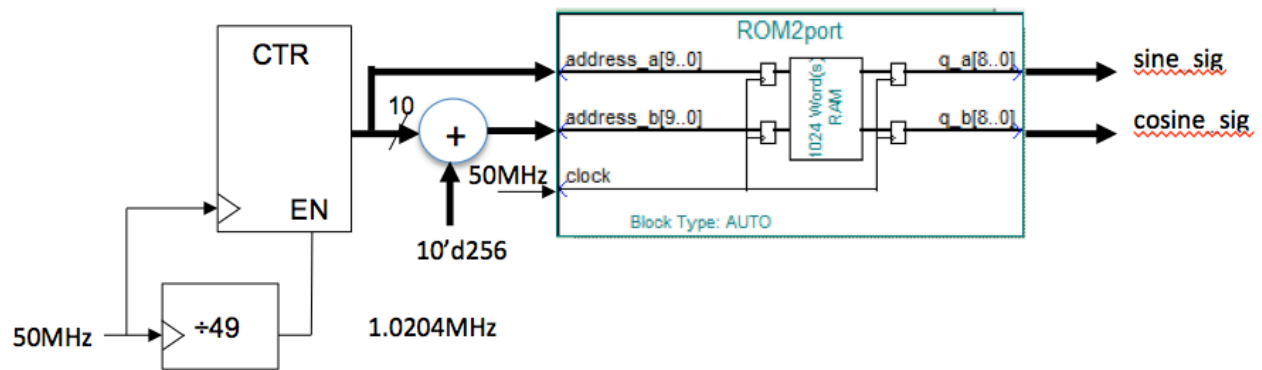 CTR
EN
50MHz
÷49
1.0204MHz
10
+
10’d256
50MHz
ROM2port
address_a[9..0]
address_b[9..0]
clock
1024 Word(s)
RAM
q_a[8..0]
q_b[8..0]
Block Type: AUTO
sine_sig
cosine_sig